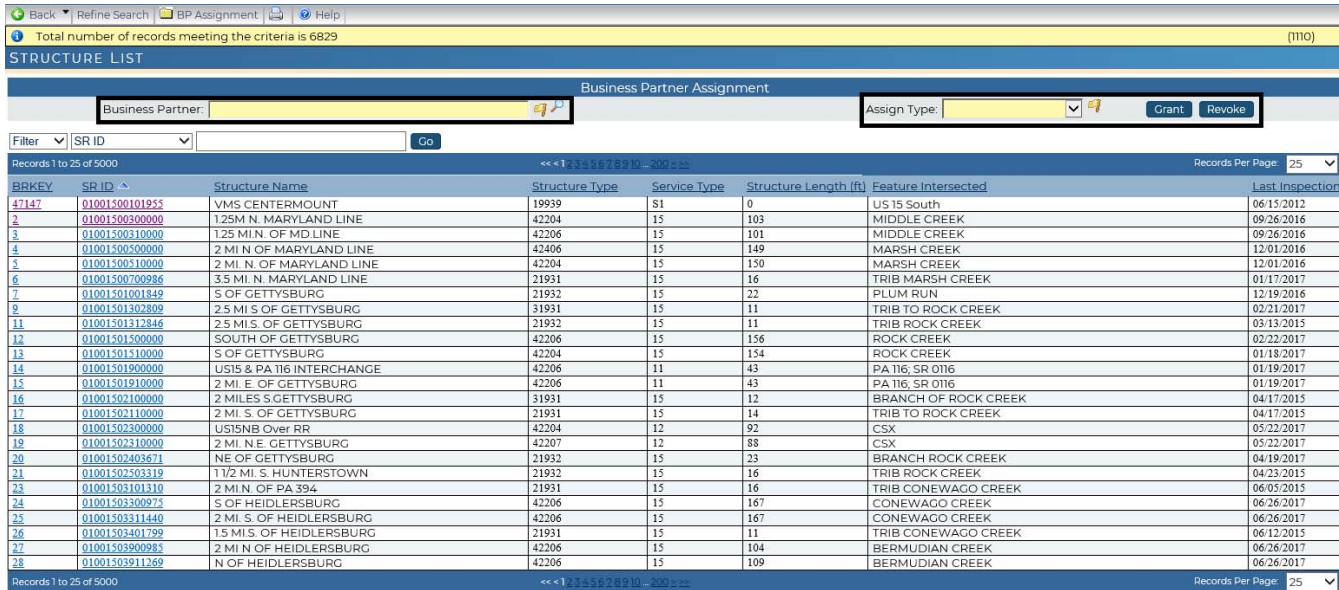 Back Refine Search BP Assignment Help
Total number of records meeting the criteria is 6829 (1110)
STRUCTURE LIST
Business Partner Assignment
Business Partner: Assign Type: Grant Revoke
Filter SR ID Go
Records 1 to 25 of 5000 << < 1 2 3 4 5 6 7 8 9 10 ... 200 > >> Records Per Page: 25
BRKEY SR ID Structure Name Structure Type Service Type Structure Length (ft) Feature Intersected Last Inspection
47147 01001500101955 VMS CENTERMOUNT 19939 S1 0 US 15 South 06/15/2012
2 01001500300000 1.25M N. MARYLAND LINE 42204 15 103 MIDDLE CREEK 09/26/2016
3 01001500310000 1.25 MI.N. OF MD.LINE 42206 15 101 MIDDLE CREEK 09/26/2016
4 01001500500000 2 MI N OF MARYLAND LINE 42406 15 149 MARSH CREEK 12/01/2016
5 01001500510000 2 MI. N. OF MARYLAND LINE 42204 15 150 MARSH CREEK 12/01/2016
6 01001500700986 3.5 MI. N. MARYLAND LINE 21931 15 16 TRIB MARSH CREEK 01/17/2017
7 01001501001849 S OF GETTYSBURG 21932 15 22 PLUM RUN 12/19/2016
9 01001501302809 2.5 MI S OF GETTYSBURG 31931 15 11 TRIB TO ROCK CREEK 02/21/2017
11 01001501312846 2.5 MI.S. OF GETTYSBURG 21932 15 11 TRIB ROCK CREEK 03/13/2015
12 01001501500000 SOUTH OF GETTYSBURG 42206 15 156 ROCK CREEK 02/22/2017
13 01001501510000 S OF GETTYSBURG 42204 15 154 ROCK CREEK 01/18/2017
14 01001501900000 US15 & PA 116 INTERCHANGE 42206 11 43 PA 116; SR 0116 01/19/2017
15 01001501910000 2 MI. E. OF GETTYSBURG 42206 11 43 PA 116; SR 0116 01/19/2017
16 01001502100000 2 MILES S.GETTYSBURG 31931 15 12 BRANCH OF ROCK CREEK 04/17/2015
17 01001502110000 2 MI. S. OF GETTYSBURG 21931 15 14 TRIB TO ROCK CREEK 04/17/2015
18 01001502300000 US15NB Over RR 42204 12 92 CSX 05/22/2017
19 01001502310000 2 MI. N.E. GETTYSBURG 42207 12 88 CSX 05/22/2017
20 01001502403671 NE OF GETTYSBURG 21932 15 23 BRANCH ROCK CREEK 04/19/2017
21 01001502503319 1 1/2 MI. S. HUNTERSTOWN 21932 15 16 TRIB ROCK CREEK 04/23/2015
23 01001503101310 2 MI.N. OF PA 394 21931 15 16 TRIB CONEWAGO CREEK 06/05/2015
24 01001503300975 S OF HEIDLERSBURG 42206 15 167 CONEWAGO CREEK 06/26/2017
25 01001503311440 2 MI. S. OF HEIDLERSBURG 42206 15 167 CONEWAGO CREEK 06/26/2017
26 01001503401799 1.5 MI.S. OF HEIDLERSBURG 21931 15 11 TRIB CONEWAGO CREEK 06/12/2015
27 01001503900985 2 MI N OF HEIDLERSBURG 42206 15 104 BERMUDIAN CREEK 06/26/2017
28 01001503911269 N OF HEIDLERSBURG 42206 15 109 BERMUDIAN CREEK 06/26/2017
Records 1 to 25 of 5000 << < 1 2 3 4 5 6 7 8 9 10 ... 200 > >> Records Per Page: 25